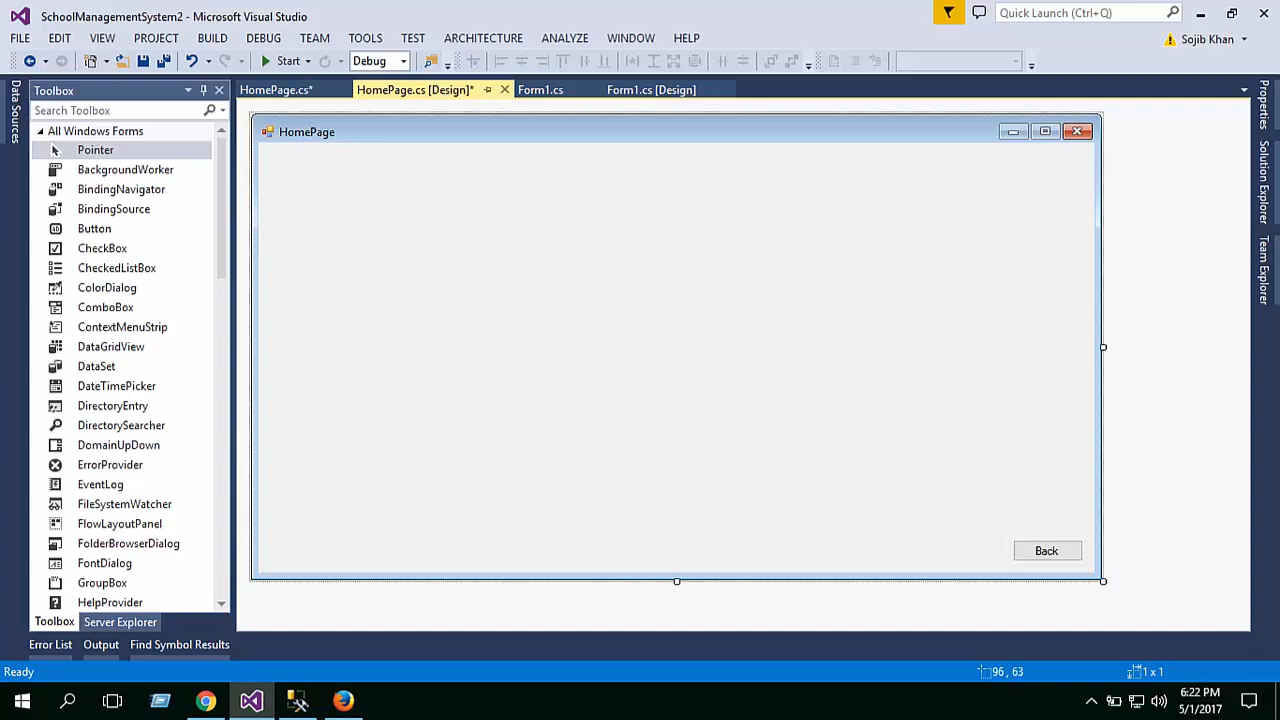 SchoolManagementSystem2 - Microsoft Visual Studio
Quick Launch (Ctrl+Q)
FILE EDIT VIEW PROJECT BUILD DEBUG TEAM TOOLS TEST ARCHITECTURE ANALYZE WINDOW HELP
Sojib Khan
Start Debug
Data Sources
Toolbox
HomePage.cs*
HomePage.cs [Design]*
Form1.cs
Form1.cs [Design]
Properties
Solution Explorer
Team Explorer
Search Toolbox
All Windows Forms
Pointer
BackgroundWorker
BindingNavigator
BindingSource
Button
CheckBox
CheckedListBox
ColorDialog
ComboBox
ContextMenuStrip
DataGridView
DataSet
DateTimePicker
DirectoryEntry
DirectorySearcher
DomainUpDown
ErrorProvider
EventLog
FileSystemWatcher
FlowLayoutPanel
FolderBrowserDialog
FontDialog
GroupBox
HelpProvider
HomePage
Back
Toolbox Server Explorer
Error List Output Find Symbol Results
Ready
96 , 63
1 x 1
6:22 PM
5/1/2017